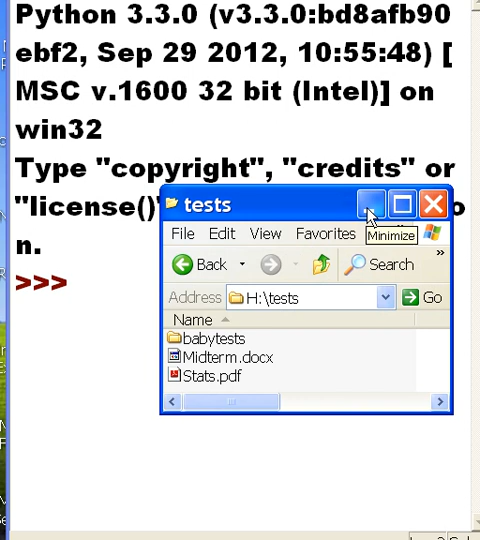 Python 3.3.0 (v3.3.0:bd8afb90
ebf2, Sep 29 2012, 10:55:48) [
MSC v.1600 32 bit (Intel)] on
win32
Type "copyright", "credits" or
"license()"
n.
>>>
tests
File Edit View Favorites »
Minimize
Back Search »
Address H:\tests Go
Name
babytests
Midterm.docx
Stats.pdf